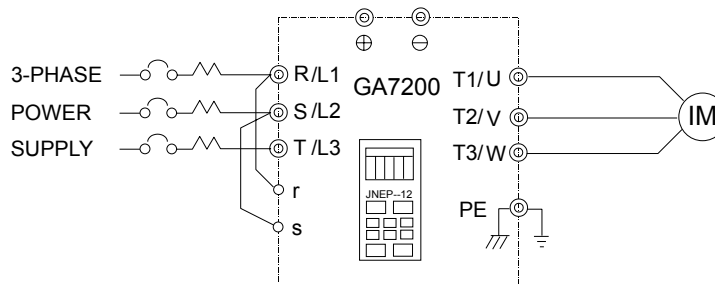 ⊕ ⊖
3-PHASE
POWER
SUPPLY
R/L1
S/L2
T/L3
r
s
GA7200
JNEP--12
T1/U
T2/V
T3/W
PE
IM